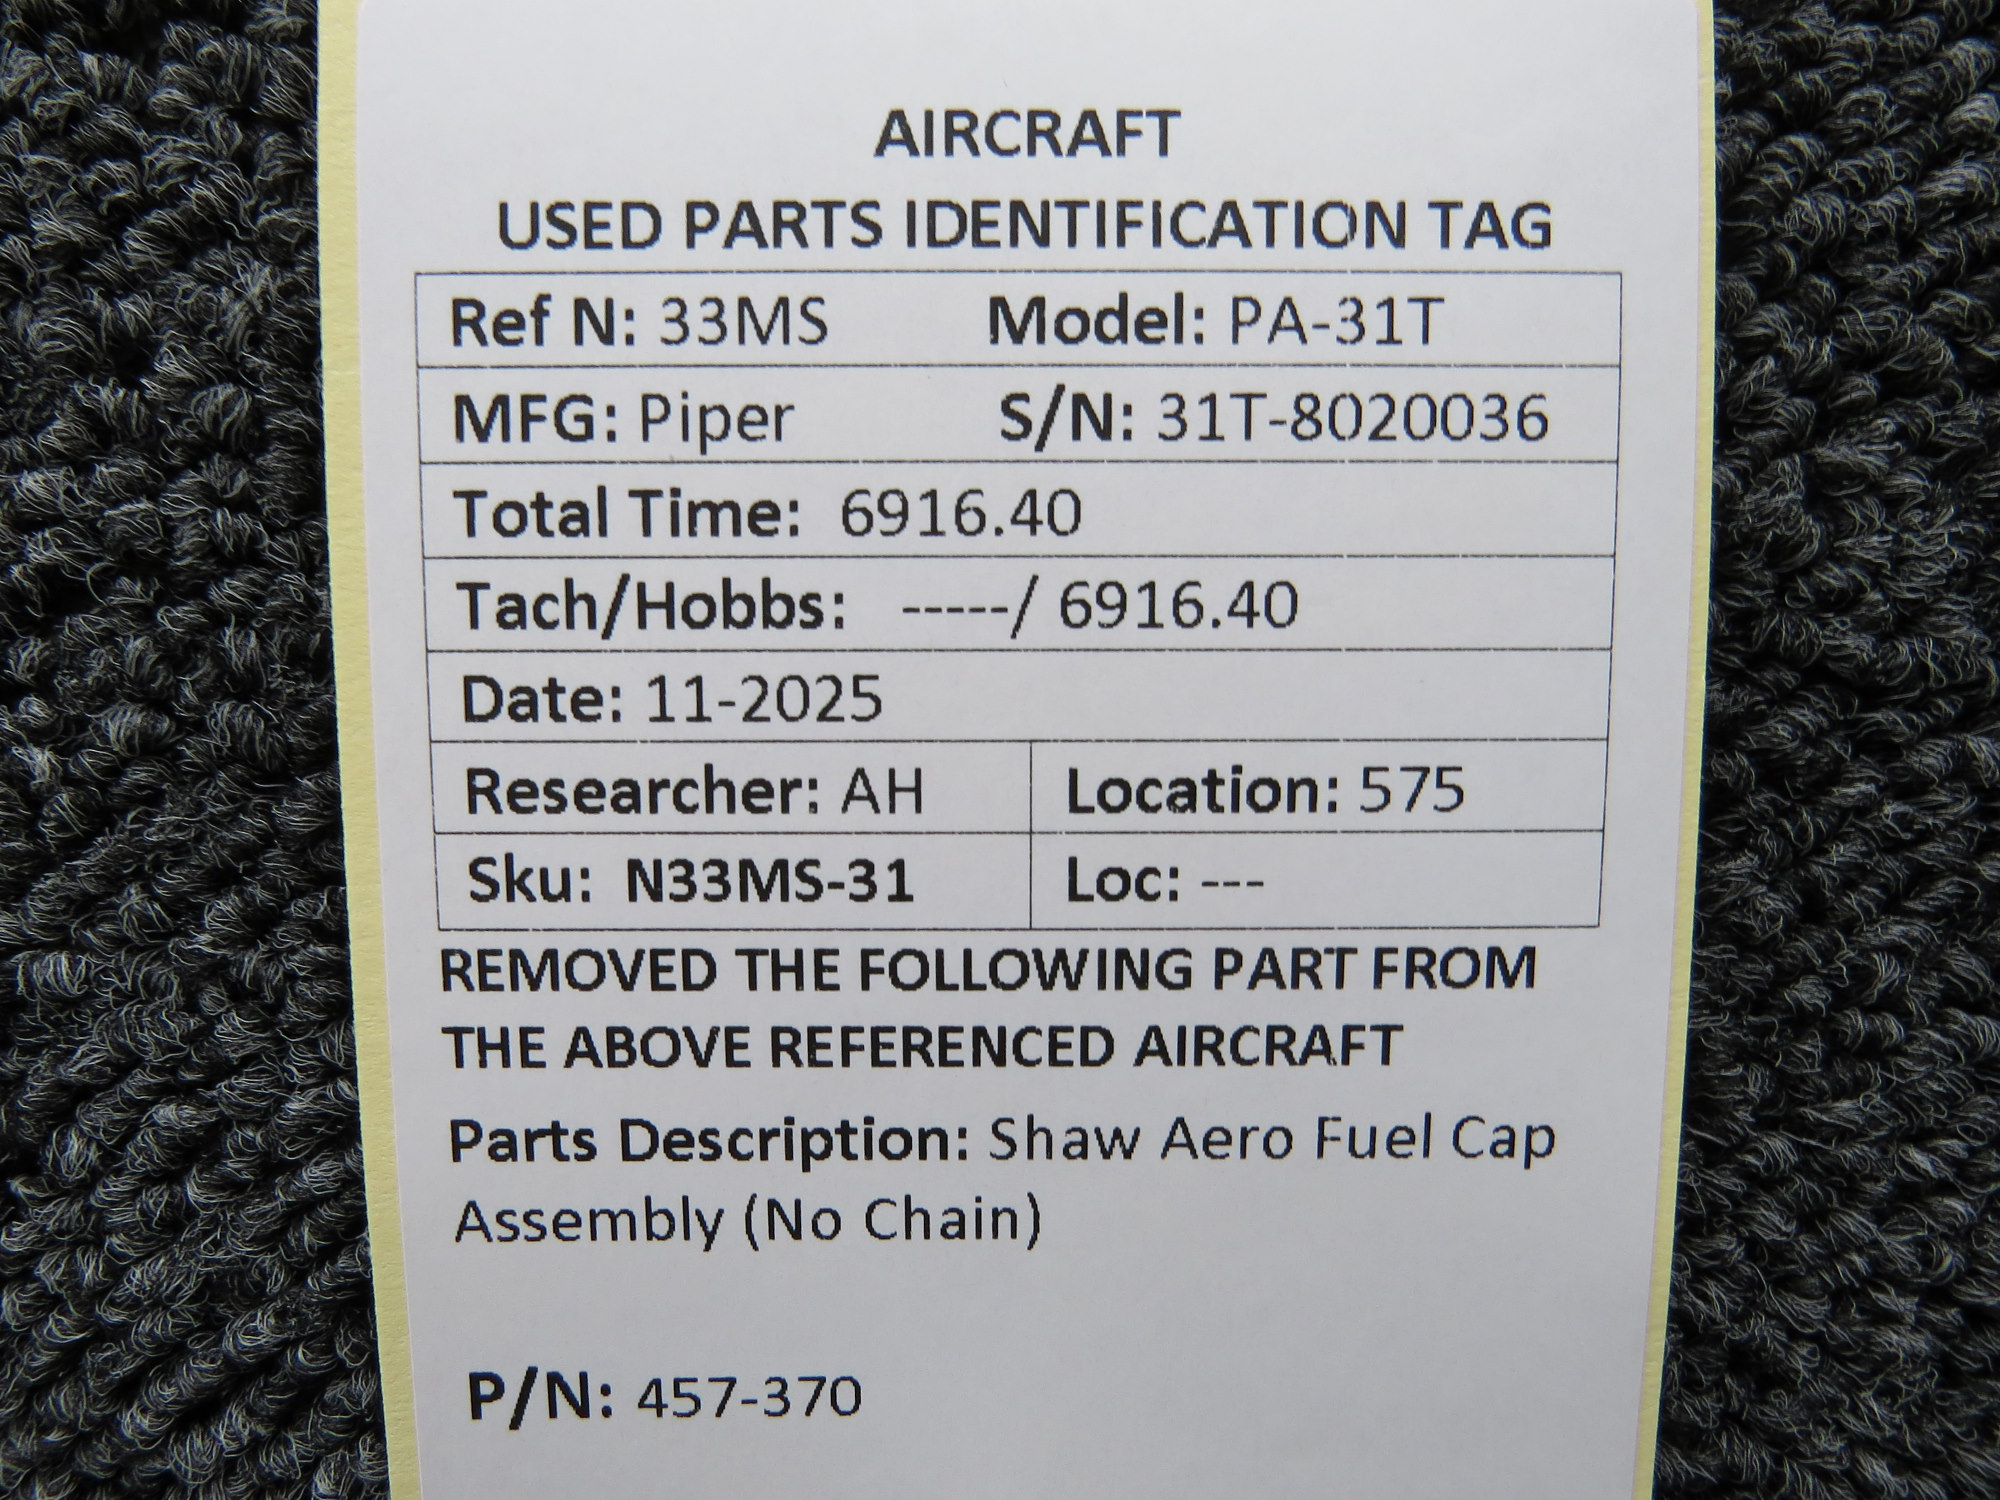 AIRCRAFT
USED PARTS IDENTIFICATION TAG
Ref N: 33MS Model: PA-31T
MFG: Piper S/N: 31T-8020036
Total Time: 6916.40
Tach/Hobbs: -----/ 6916.40
Date: 11-2025
Researcher: AH Location: 575
Sku: N33MS-31 Loc: ---
REMOVED THE FOLLOWING PART FROM
THE ABOVE REFERENCED AIRCRAFT
Parts Description: Shaw Aero Fuel Cap
Assembly (No Chain)
P/N: 457-370